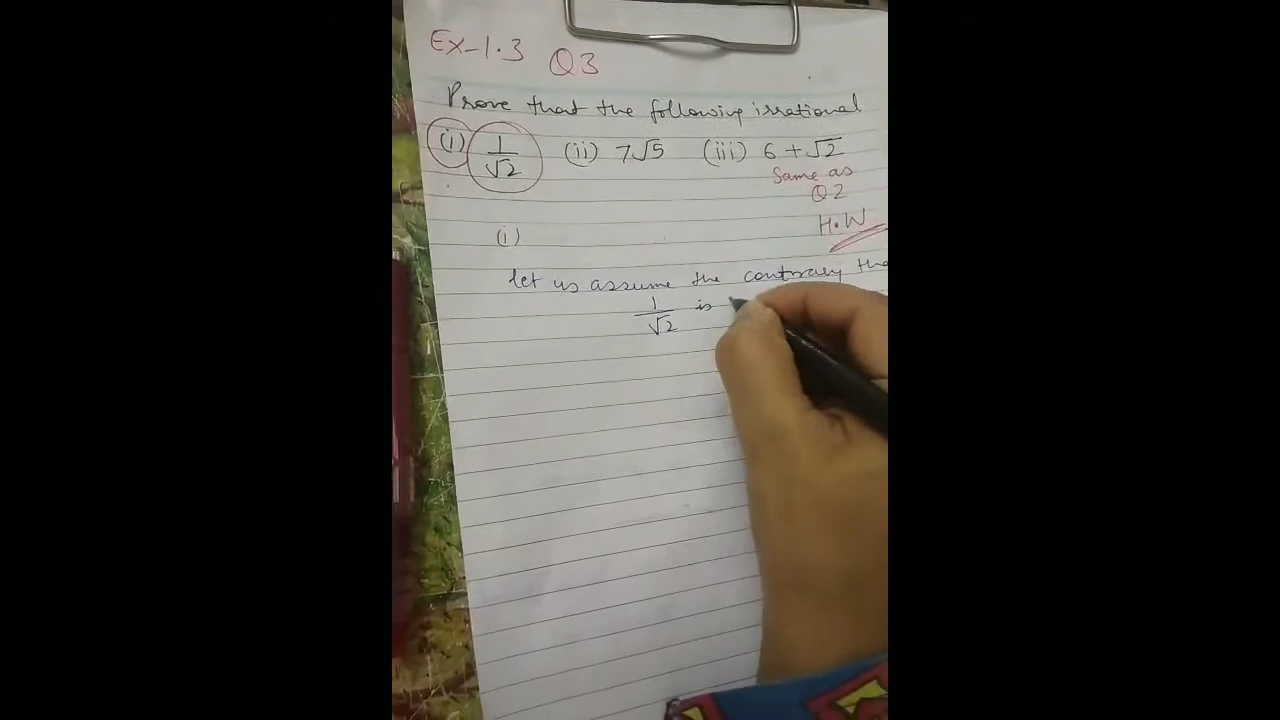 Ex-1.3 Q3
Prove that the following irrational
(i) 1/√2 (ii) 7√5 (iii) 6+√2
Same as
Q2
H.W
(i)
let us assume the contrary
1/√2 is